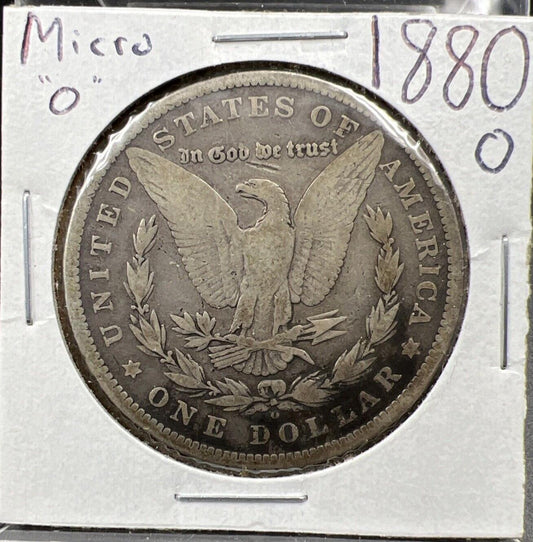 Micro
"O"
1880
O
UNITED STATES OF AMERICA
In God we trust
O
ONE DOLLAR